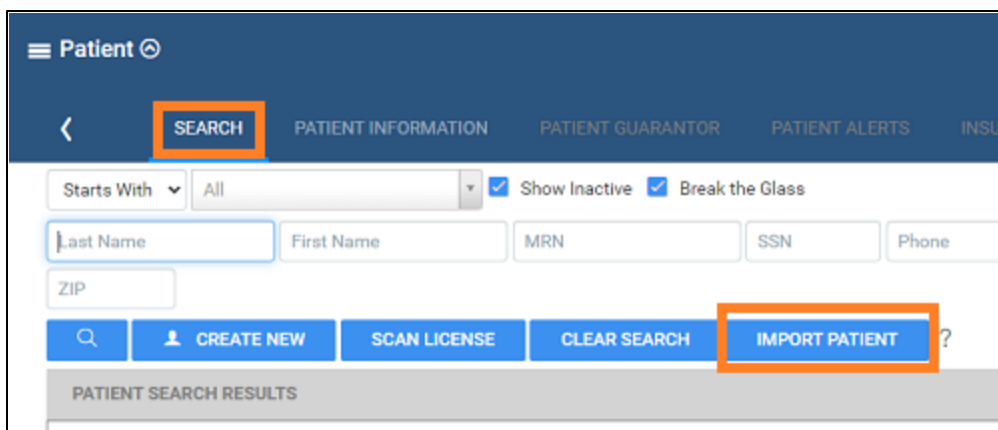 Patient
SEARCH PATIENT INFORMATION PATIENT GUARANTOR PATIENT ALERTS INSU
Starts With All Show Inactive Break the Glass
Last Name First Name MRN SSN Phone
ZIP
CREATE NEW SCAN LICENSE CLEAR SEARCH IMPORT PATIENT ?
PATIENT SEARCH RESULTS